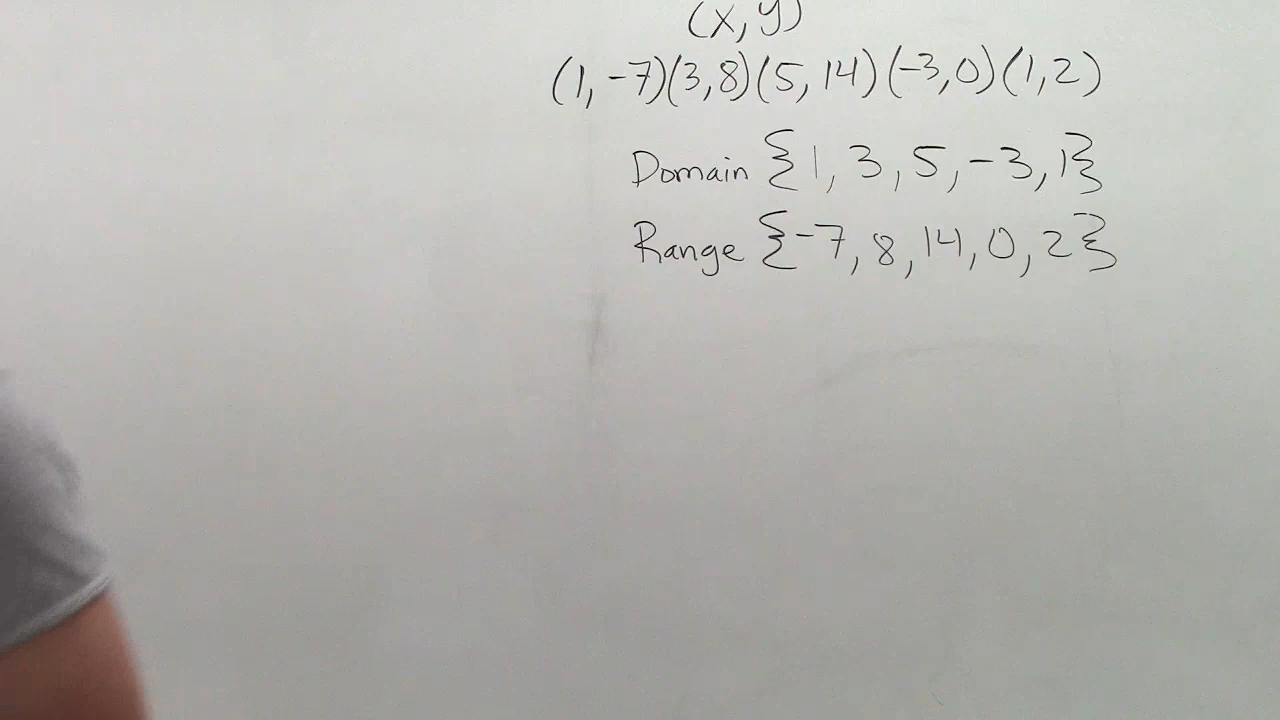 (x, y)
(1, -7)(3,8)(5, 14)(-3,0)(1,2)
Domain {1, 3, 5, -3, 1}
Range {-7, 8, 14, 0, 2}